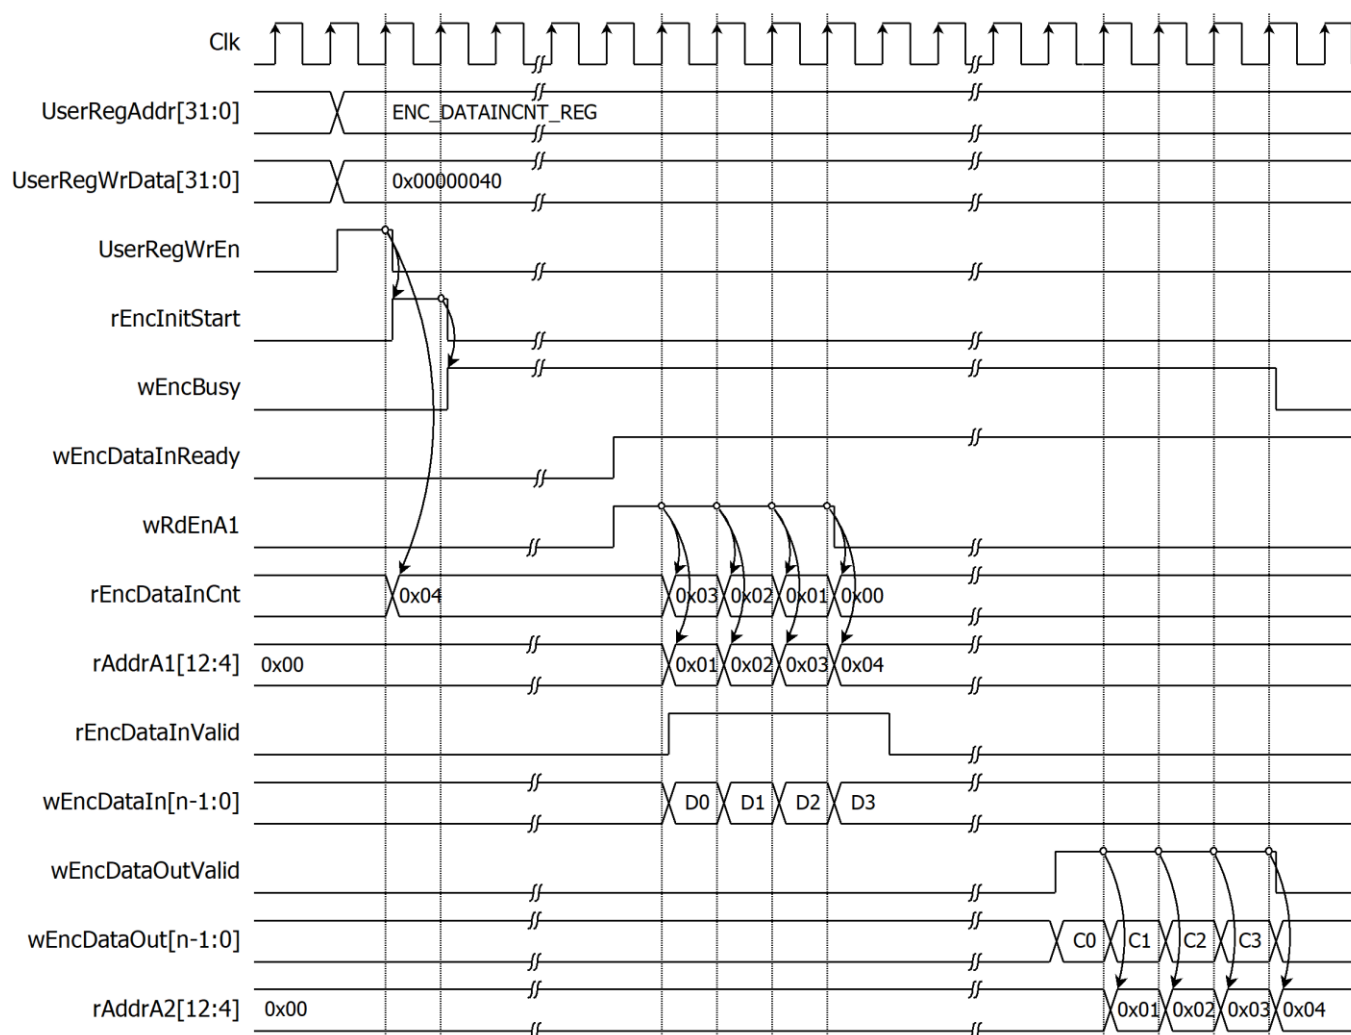 Clk
UserRegAddr[31:0] ENC_DATAINCNT_REG
UserRegWrData[31:0] 0x00000040
UserRegWrEn
rEncInitStart
wEncBusy
wEncDataInReady
wRdEnA1
rEncDataInCnt 0x04 0x03 0x02 0x01 0x00
rAddrA1[12:4] 0x00 0x01 0x02 0x03 0x04
rEncDataInValid
wEncDataIn[n-1:0] D0 D1 D2 D3
wEncDataOutValid
wEncDataOut[n-1:0] C0 C1 C2 C3
rAddrA2[12:4] 0x00 0x01 0x02 0x03 0x04